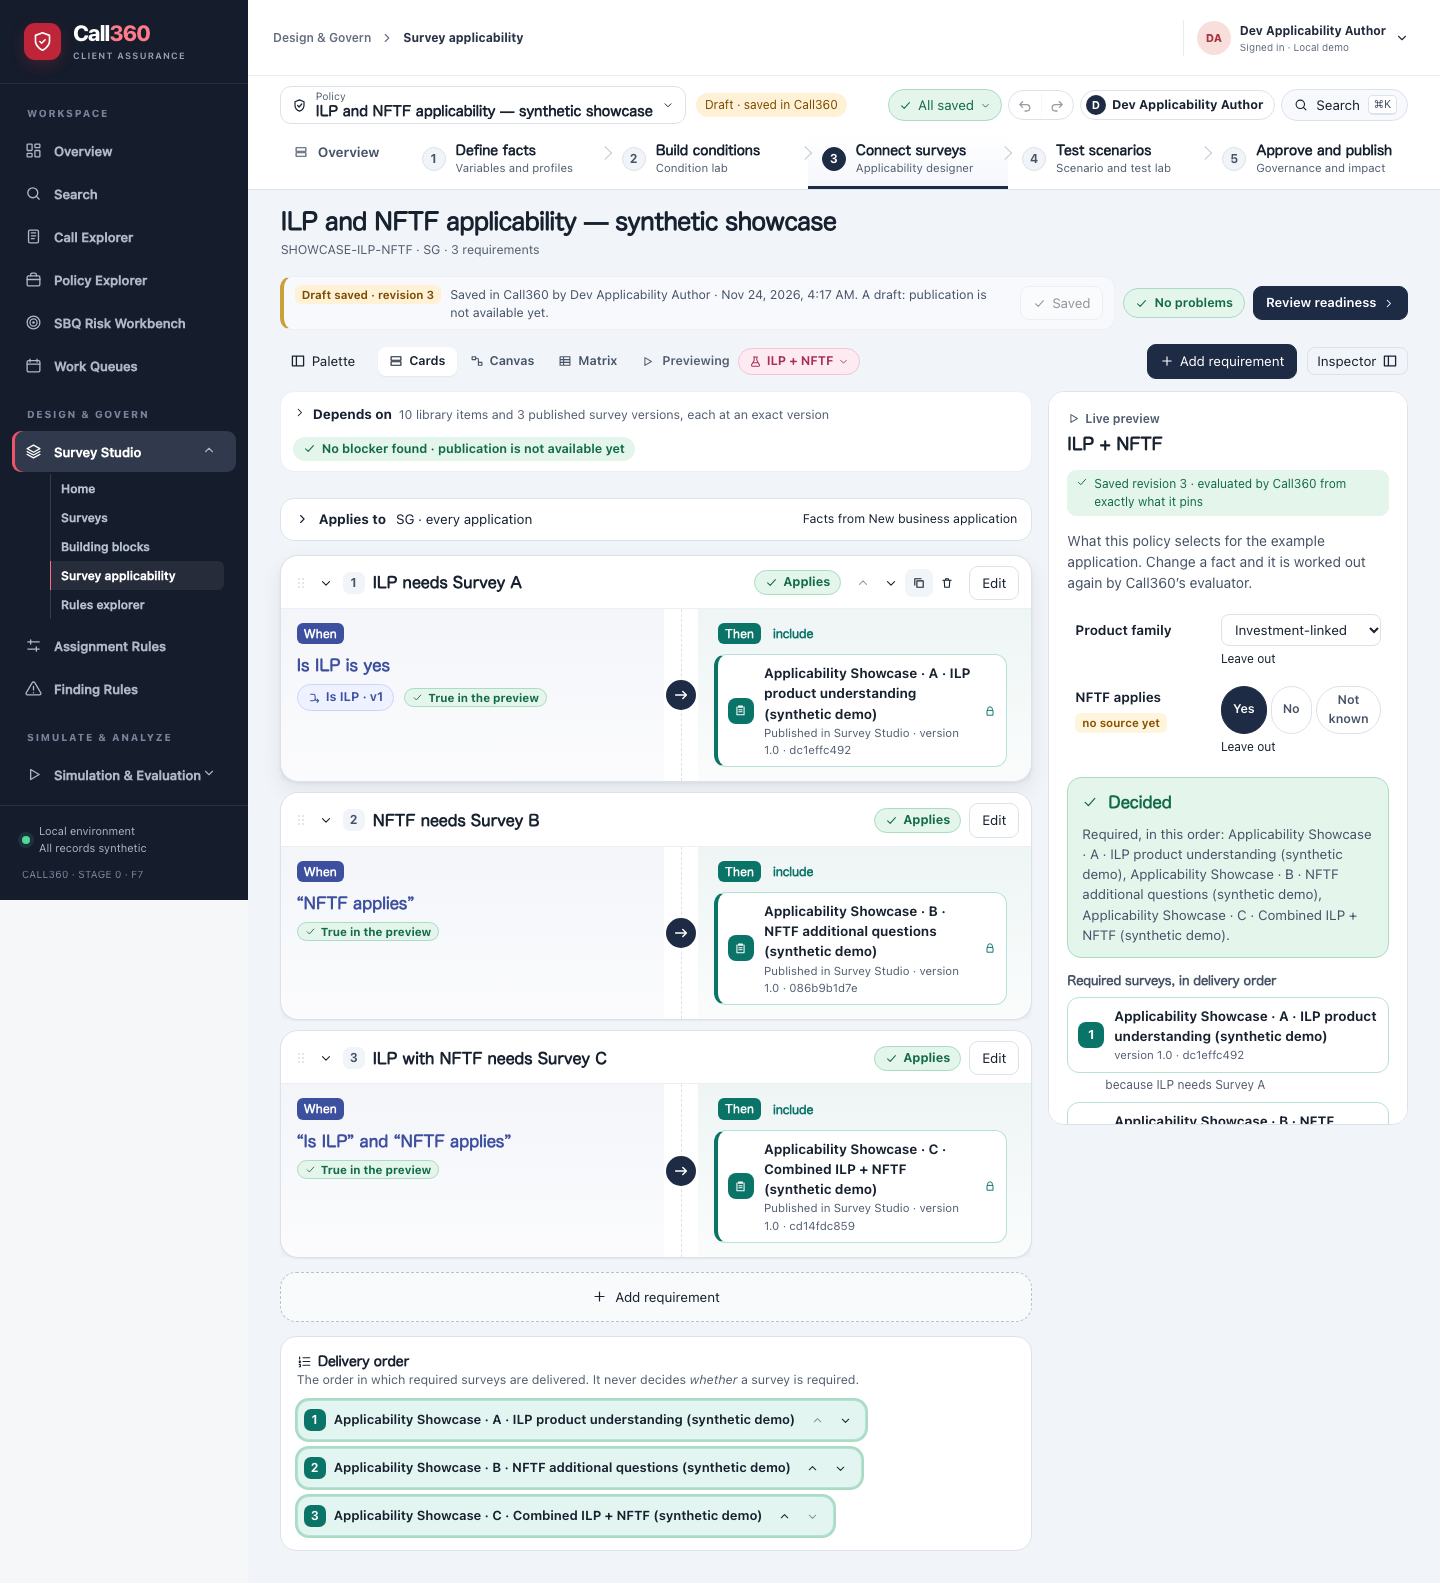 Call360
CLIENT ASSURANCE
WORKSPACE
Overview
Search
Call Explorer
Policy Explorer
SBQ Risk Workbench
Work Queues
DESIGN & GOVERN
Survey Studio
Home
Surveys
Building blocks
Survey applicability
Rules explorer
Assignment Rules
Finding Rules
SIMULATE & ANALYZE
Simulation & Evaluation
Local environment
All records synthetic
CALL360 · STAGE 0 · F7
Design & Govern > Survey applicability
DA
Dev Applicability Author
Signed in · Local demo
Policy
ILP and NFTF applicability — synthetic showcase
Draft · saved in Call360
All saved
D Dev Applicability Author
Search ⌘K
Overview
1 Define facts
Variables and profiles
2 Build conditions
Condition lab
3 Connect surveys
Applicability designer
4 Test scenarios
Scenario and test lab
5 Approve and publish
Governance and impact
ILP and NFTF applicability — synthetic showcase
SHOWCASE-ILP-NFTF · SG · 3 requirements
Draft saved · revision 3
Saved in Call360 by Dev Applicability Author · Nov 24, 2026, 4:17 AM. A draft: publication is
not available yet.
Saved
No problems
Review readiness
Palette
Cards
Canvas
Matrix
Previewing
ILP + NFTF
Add requirement
Inspector
Depends on 10 library items and 3 published survey versions, each at an exact version
No blocker found · publication is not available yet
Applies to SG · every application
Facts from New business application
1 ILP needs Survey A
Applies
Edit
When
Is ILP is yes
Is ILP · v1
True in the preview
Then include
Applicability Showcase · A · ILP
product understanding
(synthetic demo)
Published in Survey Studio · version
1.0 · dc1effc492
2 NFTF needs Survey B
Applies
Edit
When
“NFTF applies”
True in the preview
Then include
Applicability Showcase · B ·
NFTF additional questions
(synthetic demo)
Published in Survey Studio · version
1.0 · 086b9b1d7e
3 ILP with NFTF needs Survey C
Applies
Edit
When
“Is ILP” and “NFTF applies”
True in the preview
Then include
Applicability Showcase · C ·
Combined ILP + NFTF
(synthetic demo)
Published in Survey Studio · version
1.0 · cd14fdc859
Add requirement
Delivery order
The order in which required surveys are delivered. It never decides whether a survey is required.
1 Applicability Showcase · A · ILP product understanding (synthetic demo)
2 Applicability Showcase · B · NFTF additional questions (synthetic demo)
3 Applicability Showcase · C · Combined ILP + NFTF (synthetic demo)
Live preview
ILP + NFTF
Saved revision 3 · evaluated by Call360 from
exactly what it pins
What this policy selects for the example
application. Change a fact and it is worked out
again by Call360’s evaluator.
Product family
Investment-linked
Leave out
NFTF applies
no source yet
Yes
No
Not
known
Leave out
Decided
Required, in this order: Applicability Showcase
· A · ILP product understanding (synthetic
demo), Applicability Showcase · B · NFTF
additional questions (synthetic demo),
Applicability Showcase · C · Combined ILP +
NFTF (synthetic demo).
Required surveys, in delivery order
1
Applicability Showcase · A · ILP product
understanding (synthetic demo)
version 1.0 · dc1effc492
because ILP needs Survey A
Applicability Showcase · B · NFTF